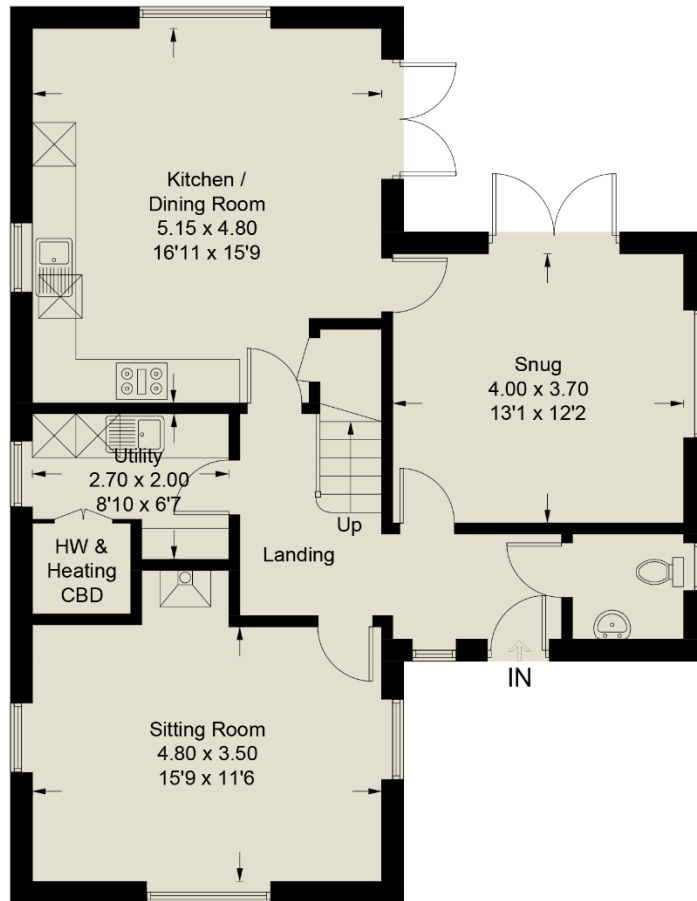 Kitchen /
Dining Room
5.15 x 4.80
16'11 x 15'9
Snug
4.00 x 3.70
13'1 x 12'2
Utility
2.70 x 2.00
8'10 x 6'7
Up
HW &
Heating
CBD
Landing
IN
Sitting Room
4.80 x 3.50
15'9 x 11'6